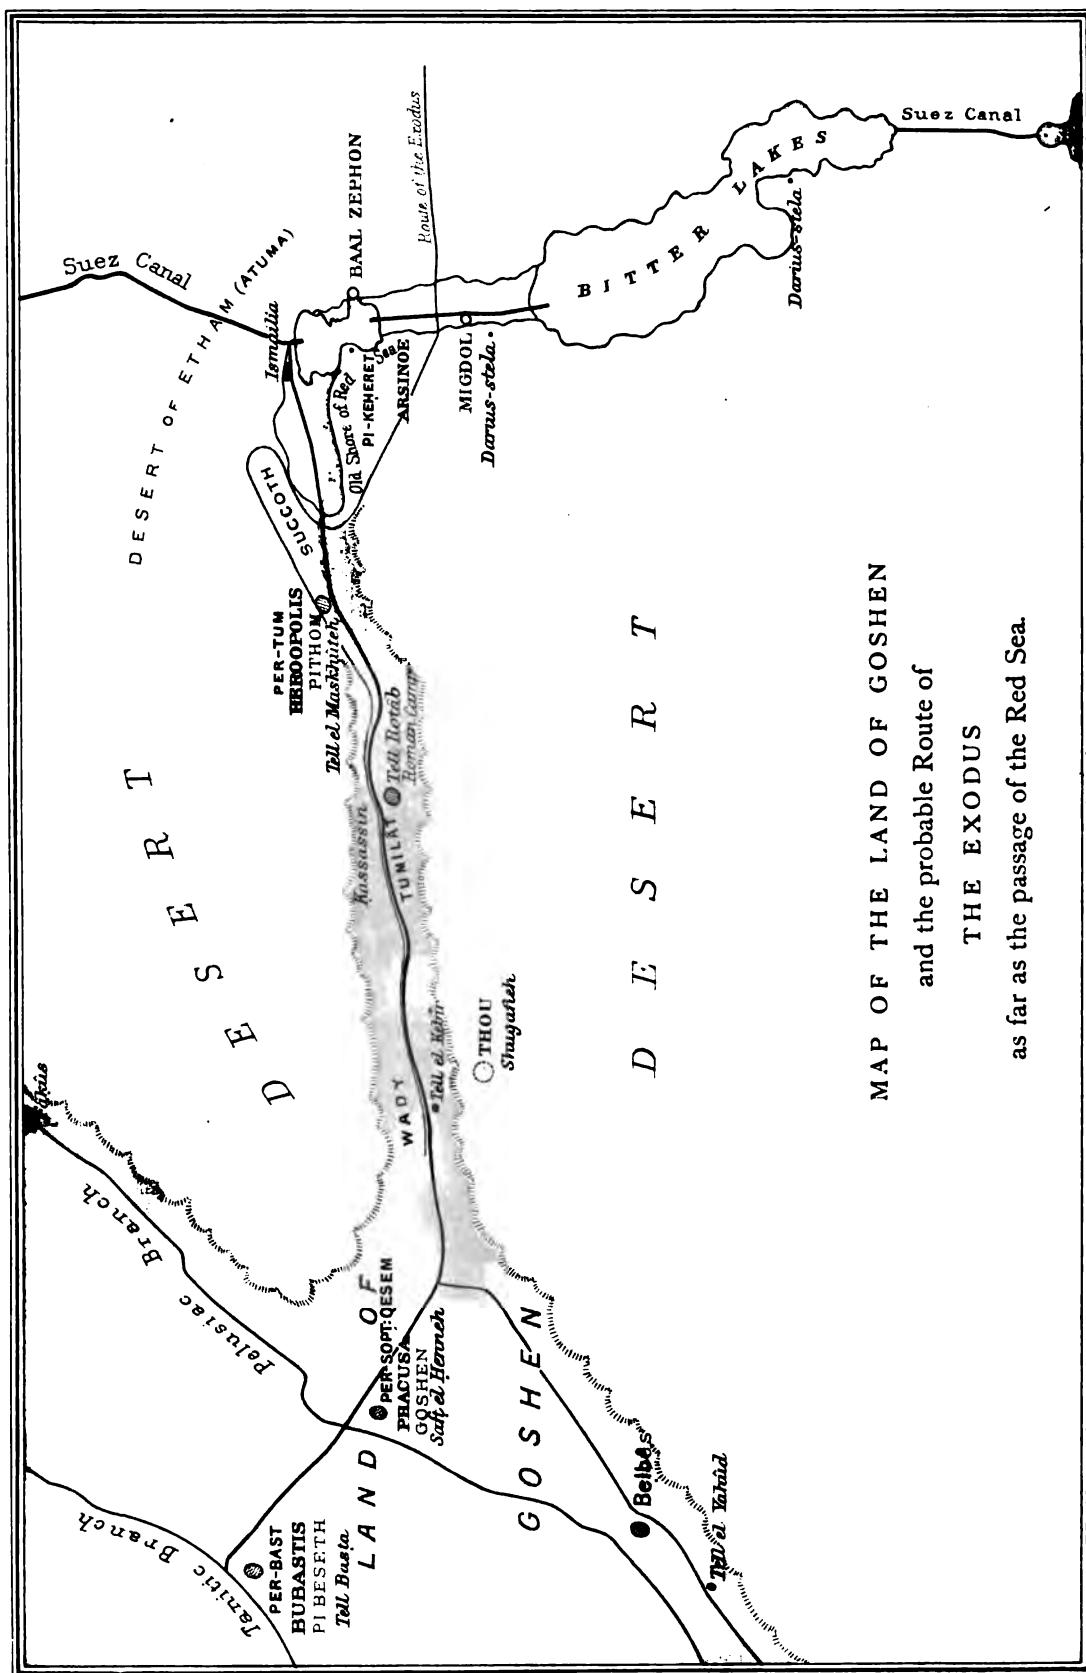 MAP OF THE LAND OF GOSHEN
and the probable Route of
THE EXODUS
as far as the passage of the Red Sea.
Tanitic Branch
Pelusiac Branch
PER-BAST
BUBASTIS
PI BESETH
Tell Basta
LAND OF
GOSHEN
PER-SOPT: QESEM
PHACUSA
GOSHEN
Saft el Henneh
Belbes
Tell el Yahûd
DESERT
WADY TUMILÂT
Tell el Kebir
THOU
Shugafieh
Kassassin
Tell Rotâb
Roman Camp
PER-TUM
HEROOPOLIS
PITHOM
Tell el Maskhûteh
SUCCOTH
DESERT OF ETHAM (ATUMA)
Suez Canal
Ismailia
BAAL ZEPHON
Old Shore of Red Sea
PI-KEHERET
ARSINOE
Route of the Exodus
MIGDOL
Darius-stela
BITTER LAKES
Darius-stela
Suez Canal
DESERT